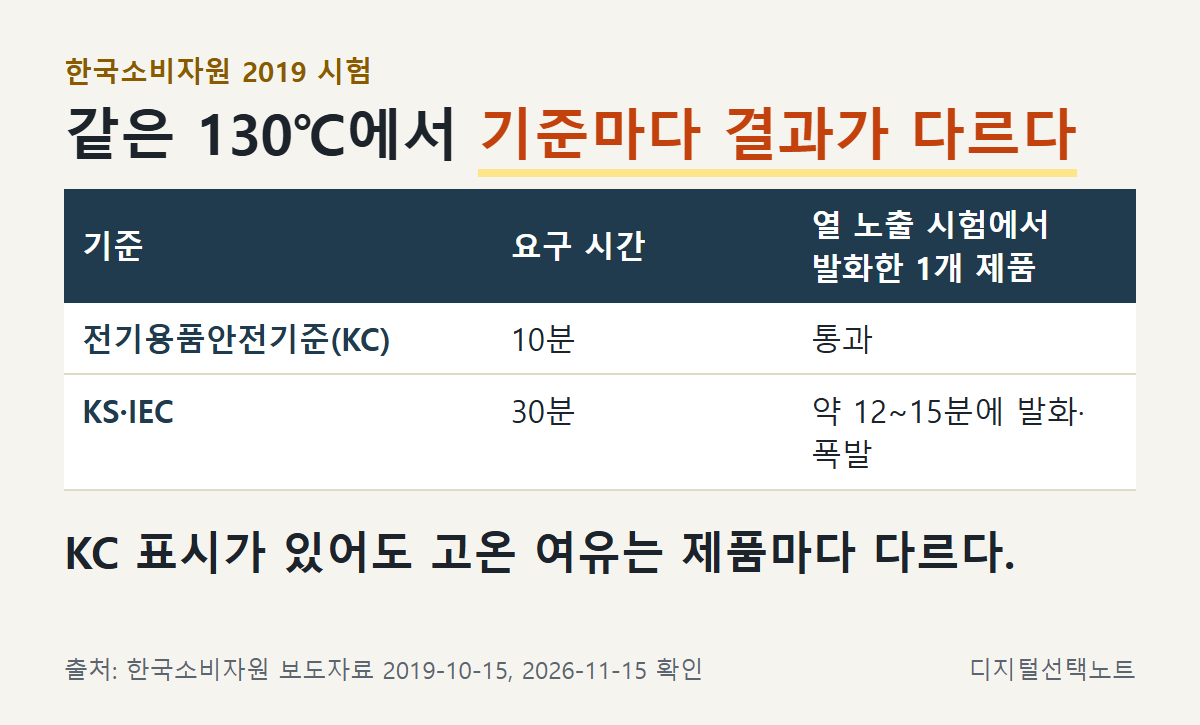 한국소비자원 2019 시험
같은 130℃에서 기준마다 결과가 다르다
기준
요구 시간
열 노출 시험에서
발화한 1개 제품
전기용품안전기준(KC)
10분
통과
KS·IEC
30분
약 12~15분에 발화·
폭발
KC 표시가 있어도 고온 여유는 제품마다 다르다.
출처: 한국소비자원 보도자료 2019-10-15, 2026-11-15 확인
디지털선택노트